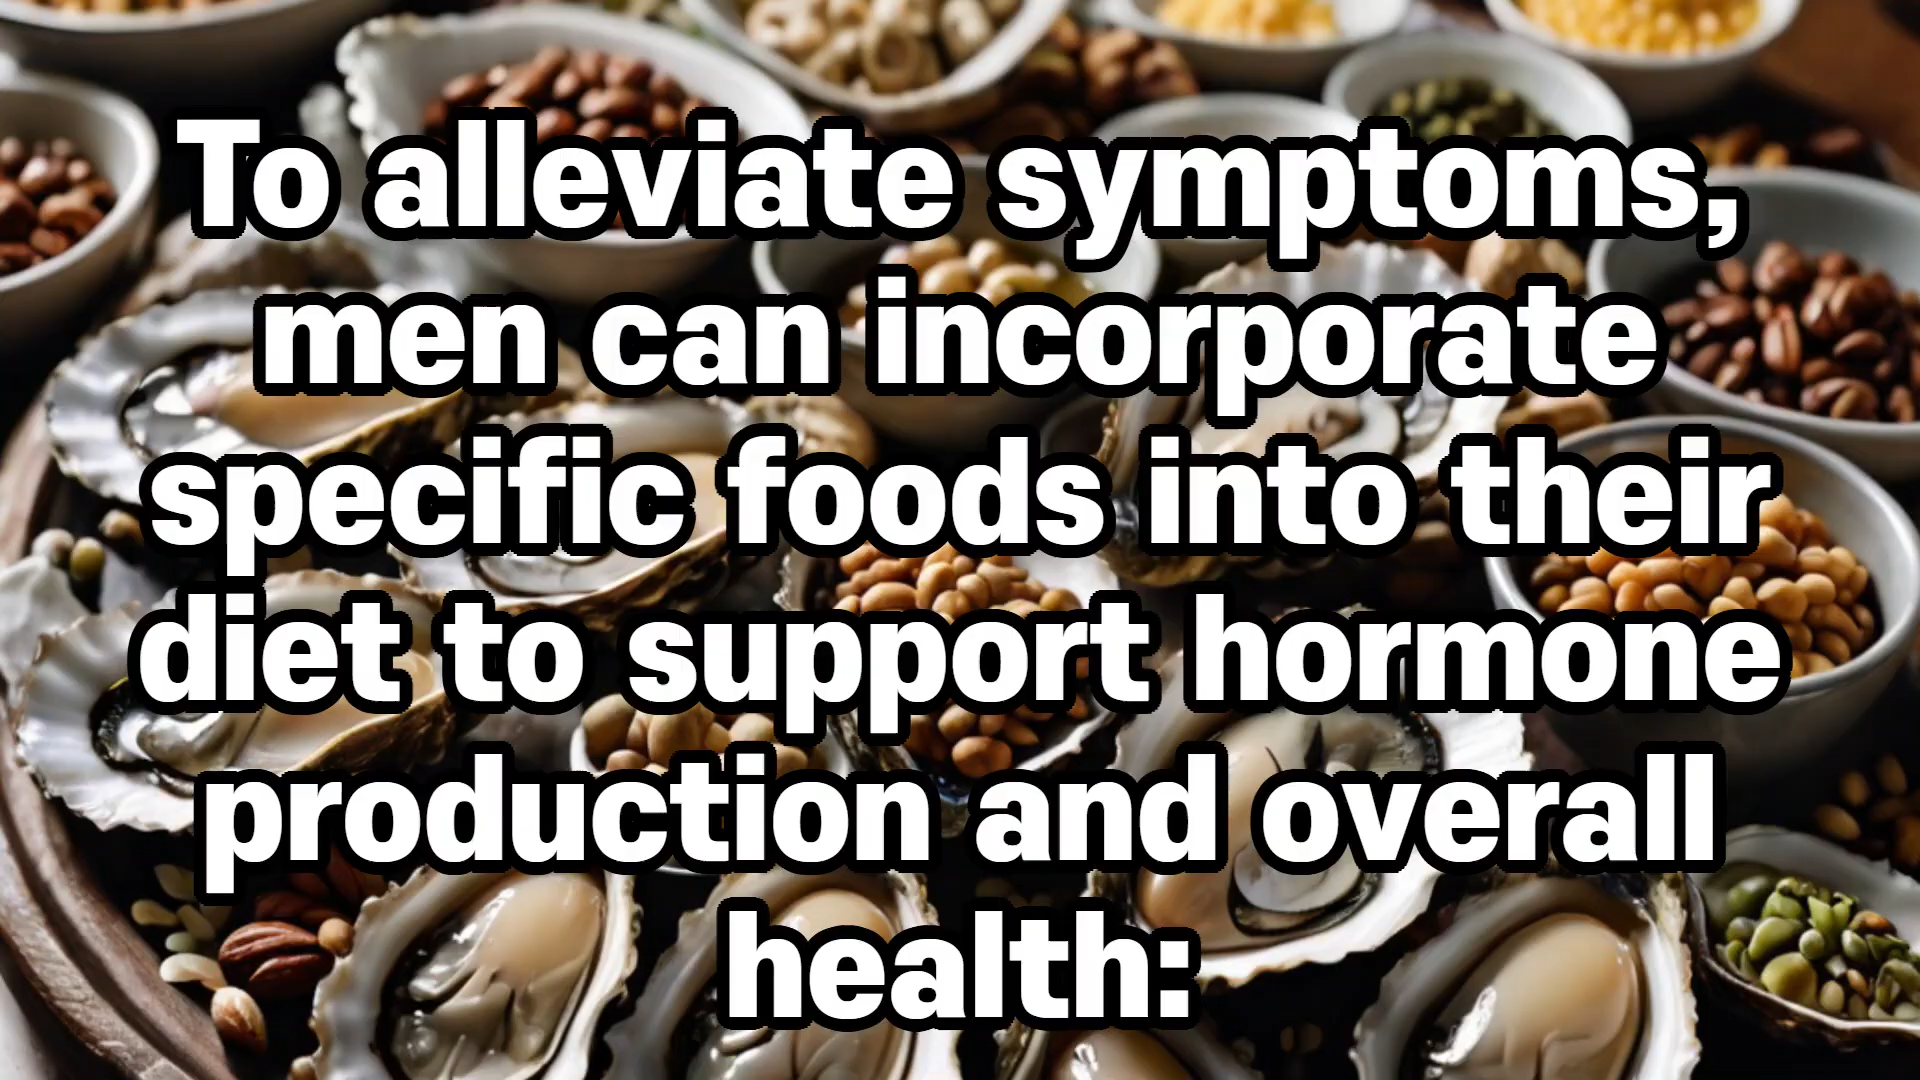 To alleviate symptoms,
men can incorporate
specific foods into their
diet to support hormone
production and overall
health: